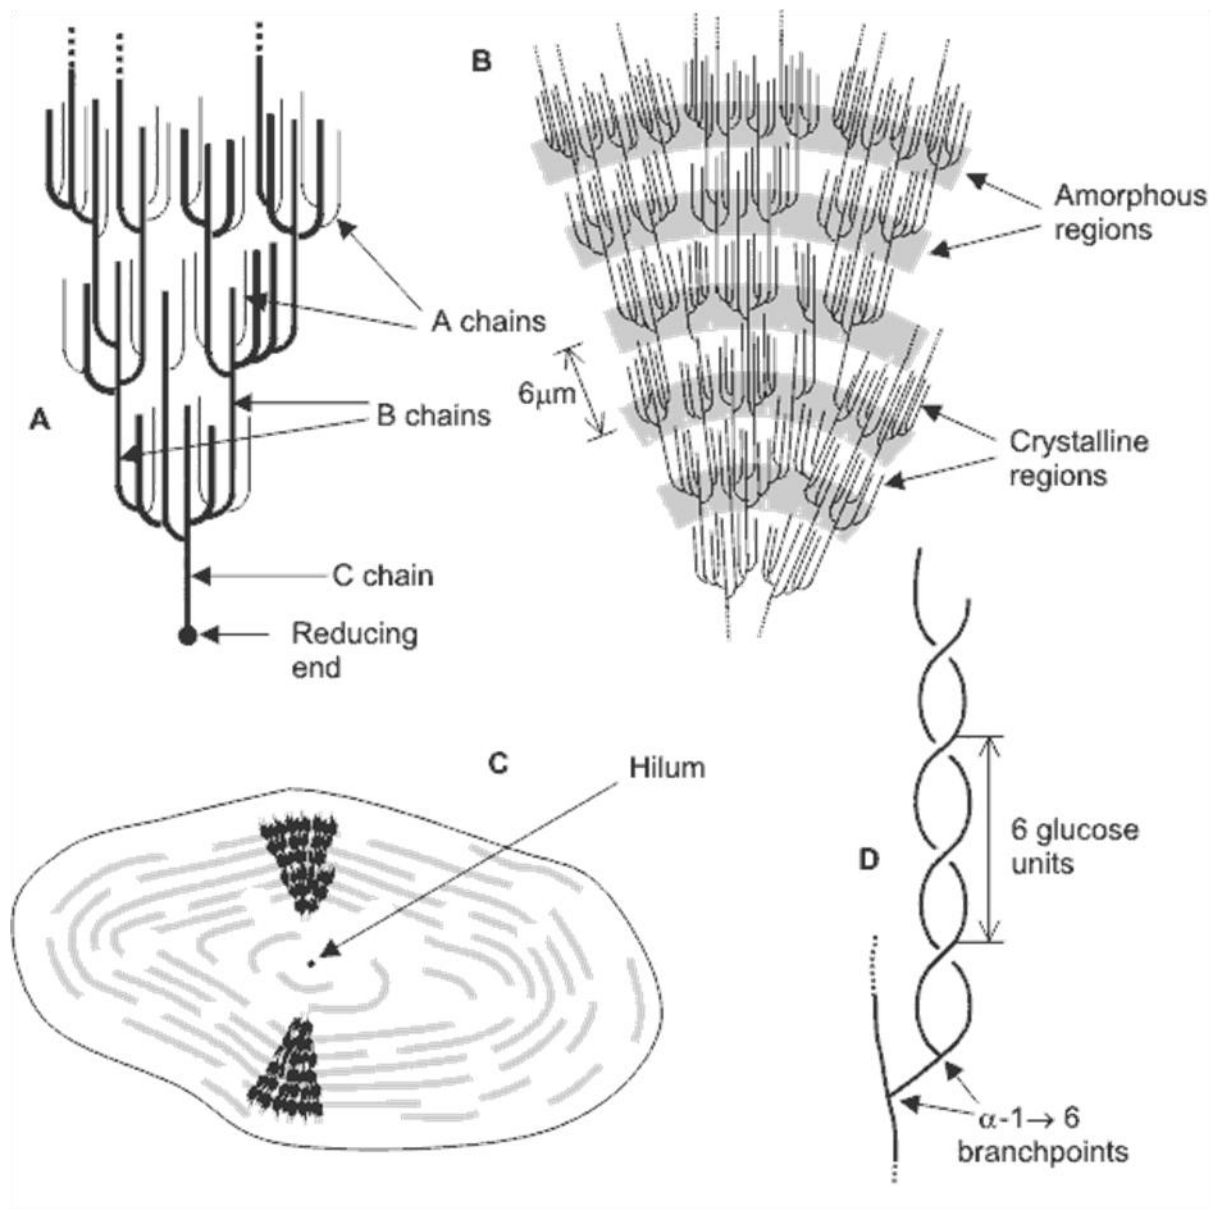 A
A chains
B chains
C chain
Reducing
end
B
Amorphous
regions
6μm
Crystalline
regions
C
Hilum
D
6 glucose
units
α-1→ 6
branchpoints